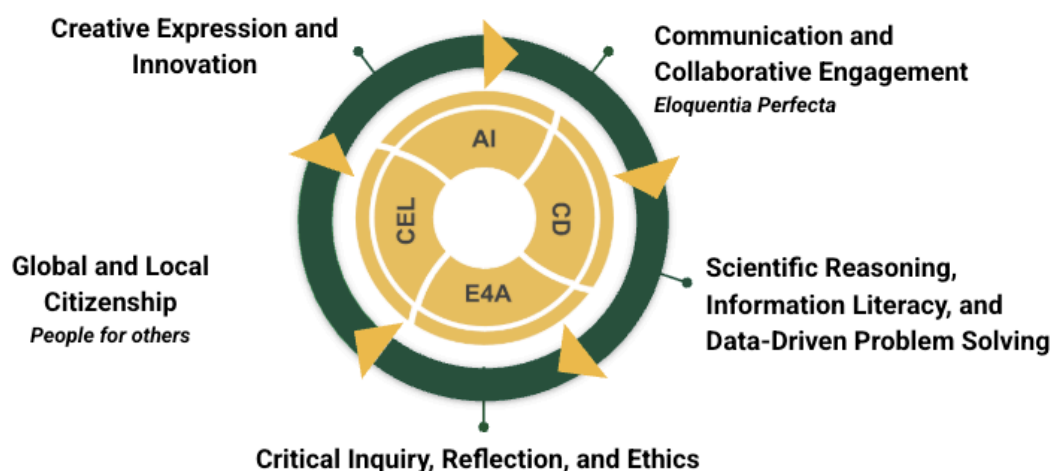 Creative Expression and
Innovation
Communication and
Collaborative Engagement
Eloquentia Perfecta
AI
CEL
CD
E4A
Global and Local
Citizenship
People for others
Scientific Reasoning,
Information Literacy, and
Data-Driven Problem Solving
Critical Inquiry, Reflection, and Ethics